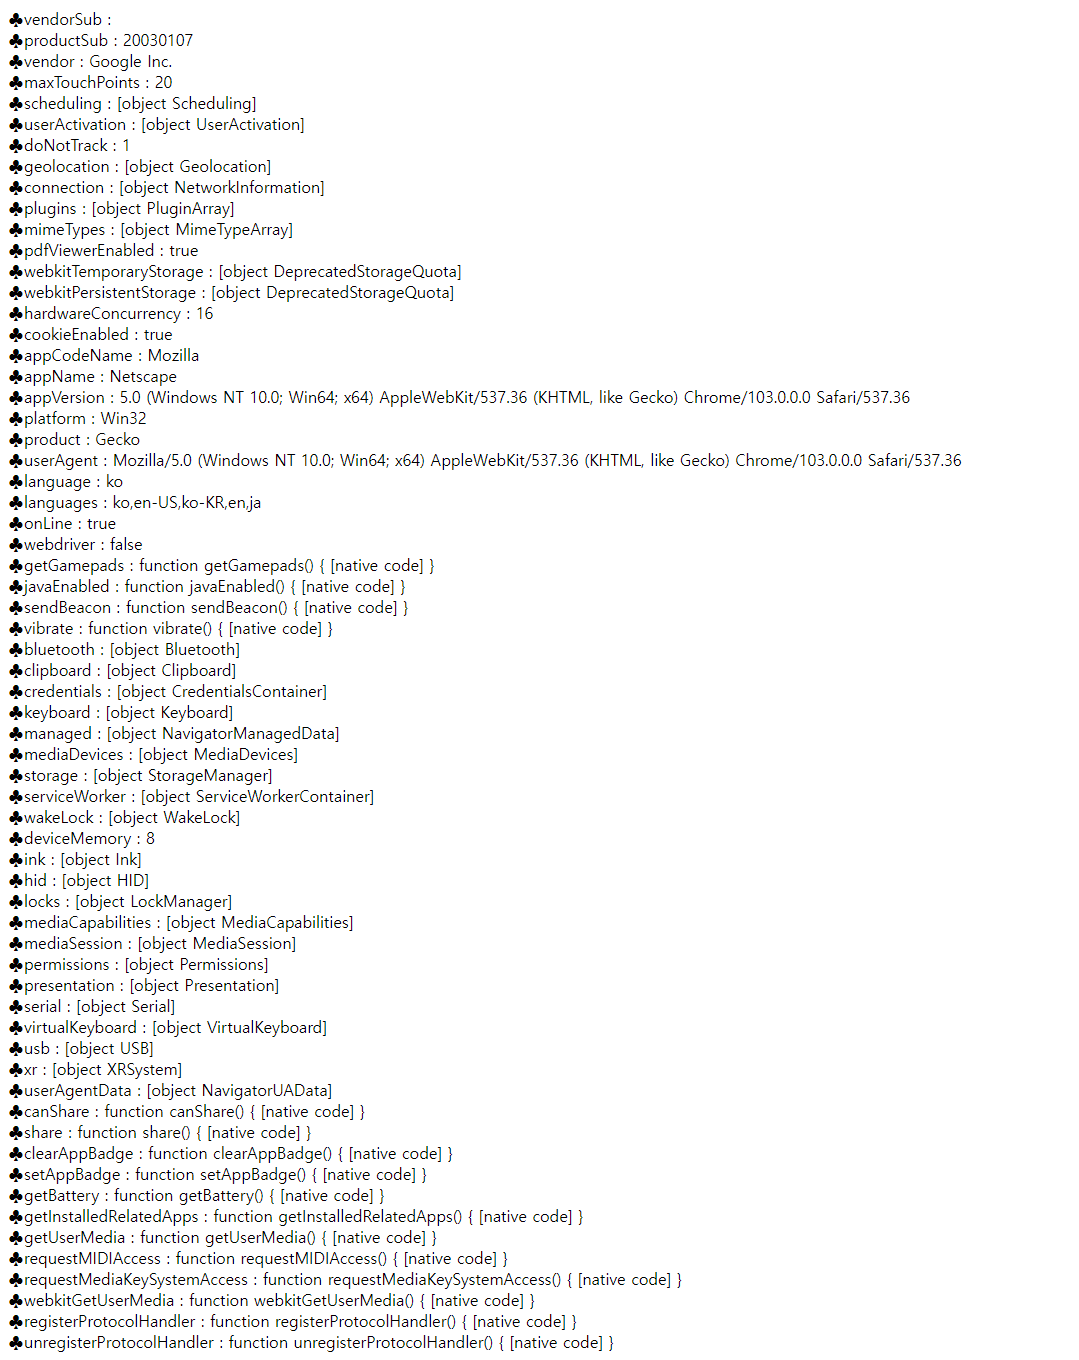 ♣vendorSub :
♣productSub : 20030107
♣vendor : Google Inc.
♣maxTouchPoints : 20
♣scheduling : [object Scheduling]
♣userActivation : [object UserActivation]
♣doNotTrack : 1
♣geolocation : [object Geolocation]
♣connection : [object NetworkInformation]
♣plugins : [object PluginArray]
♣mimeTypes : [object MimeTypeArray]
♣pdfViewerEnabled : true
♣webkitTemporaryStorage : [object DeprecatedStorageQuota]
♣webkitPersistentStorage : [object DeprecatedStorageQuota]
♣hardwareConcurrency : 16
♣cookieEnabled : true
♣appCodeName : Mozilla
♣appName : Netscape
♣appVersion : 5.0 (Windows NT 10.0; Win64; x64) AppleWebKit/537.36 (KHTML, like Gecko) Chrome/103.0.0.0 Safari/537.36
♣platform : Win32
♣product : Gecko
♣userAgent : Mozilla/5.0 (Windows NT 10.0; Win64; x64) AppleWebKit/537.36 (KHTML, like Gecko) Chrome/103.0.0.0 Safari/537.36
♣language : ko
♣languages : ko,en-US,ko-KR,en,ja
♣onLine : true
♣webdriver : false
♣getGamepads : function getGamepads() { [native code] }
♣javaEnabled : function javaEnabled() { [native code] }
♣sendBeacon : function sendBeacon() { [native code] }
♣vibrate : function vibrate() { [native code] }
♣bluetooth : [object Bluetooth]
♣clipboard : [object Clipboard]
♣credentials : [object CredentialsContainer]
♣keyboard : [object Keyboard]
♣managed : [object NavigatorManagedData]
♣mediaDevices : [object MediaDevices]
♣storage : [object StorageManager]
♣serviceWorker : [object ServiceWorkerContainer]
♣wakeLock : [object WakeLock]
♣deviceMemory : 8
♣ink : [object Ink]
♣hid : [object HID]
♣locks : [object LockManager]
♣mediaCapabilities : [object MediaCapabilities]
♣mediaSession : [object MediaSession]
♣permissions : [object Permissions]
♣presentation : [object Presentation]
♣serial : [object Serial]
♣virtualKeyboard : [object VirtualKeyboard]
♣usb : [object USB]
♣xr : [object XRSystem]
♣userAgentData : [object NavigatorUAData]
♣canShare : function canShare() { [native code] }
♣share : function share() { [native code] }
♣clearAppBadge : function clearAppBadge() { [native code] }
♣setAppBadge : function setAppBadge() { [native code] }
♣getBattery : function getBattery() { [native code] }
♣getInstalledRelatedApps : function getInstalledRelatedApps() { [native code] }
♣getUserMedia : function getUserMedia() { [native code] }
♣requestMIDIAccess : function requestMIDIAccess() { [native code] }
♣requestMediaKeySystemAccess : function requestMediaKeySystemAccess() { [native code] }
♣webkitGetUserMedia : function webkitGetUserMedia() { [native code] }
♣registerProtocolHandler : function registerProtocolHandler() { [native code] }
♣unregisterProtocolHandler : function unregisterProtocolHandler() { [native code] }